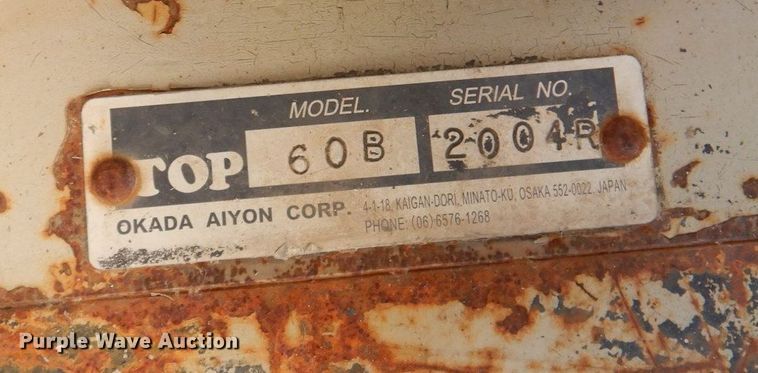 MODEL. SERIAL NO.
TOP 60B 2004R
OKADA AIYON CORP. 4-1-18, KAIGAN-DORI, MINATO-KU, OSAKA 552-0022, JAPAN
PHONE: (06)6576-1268
Purple Wave Auction